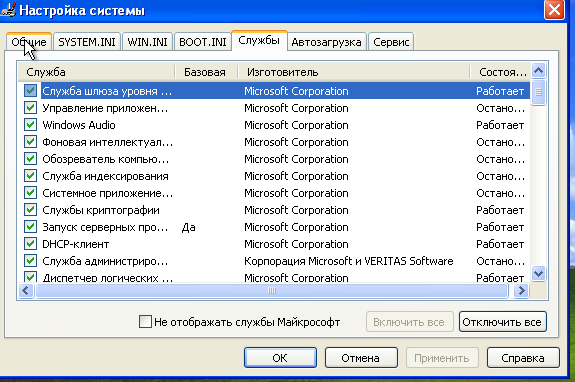 Настройка системы
Общие SYSTEM.INI WIN.INI BOOT.INI Службы Автозагрузка Сервис
Служба Базовая Изготовитель Состоя...
Служба шлюза уровня ... Microsoft Corporation Работает
Управление приложен... Microsoft Corporation Остано...
Windows Audio Microsoft Corporation Работает
Фоновая интеллектуал... Microsoft Corporation Остано...
Обозреватель компью... Microsoft Corporation Остано...
Служба индексирования Microsoft Corporation Остано...
Системное приложение... Microsoft Corporation Остано...
Службы криптографии Microsoft Corporation Работает
Запуск серверных про... Да Microsoft Corporation Работает
DHCP-клиент Microsoft Corporation Работает
Служба администриро... Корпорация Microsoft и VERITAS Software Остано...
Диспетчер логических ... Microsoft Corporation Работает
Не отображать службы Майкрософт Включить все Отключить все
ОК Отмена Применить Справка